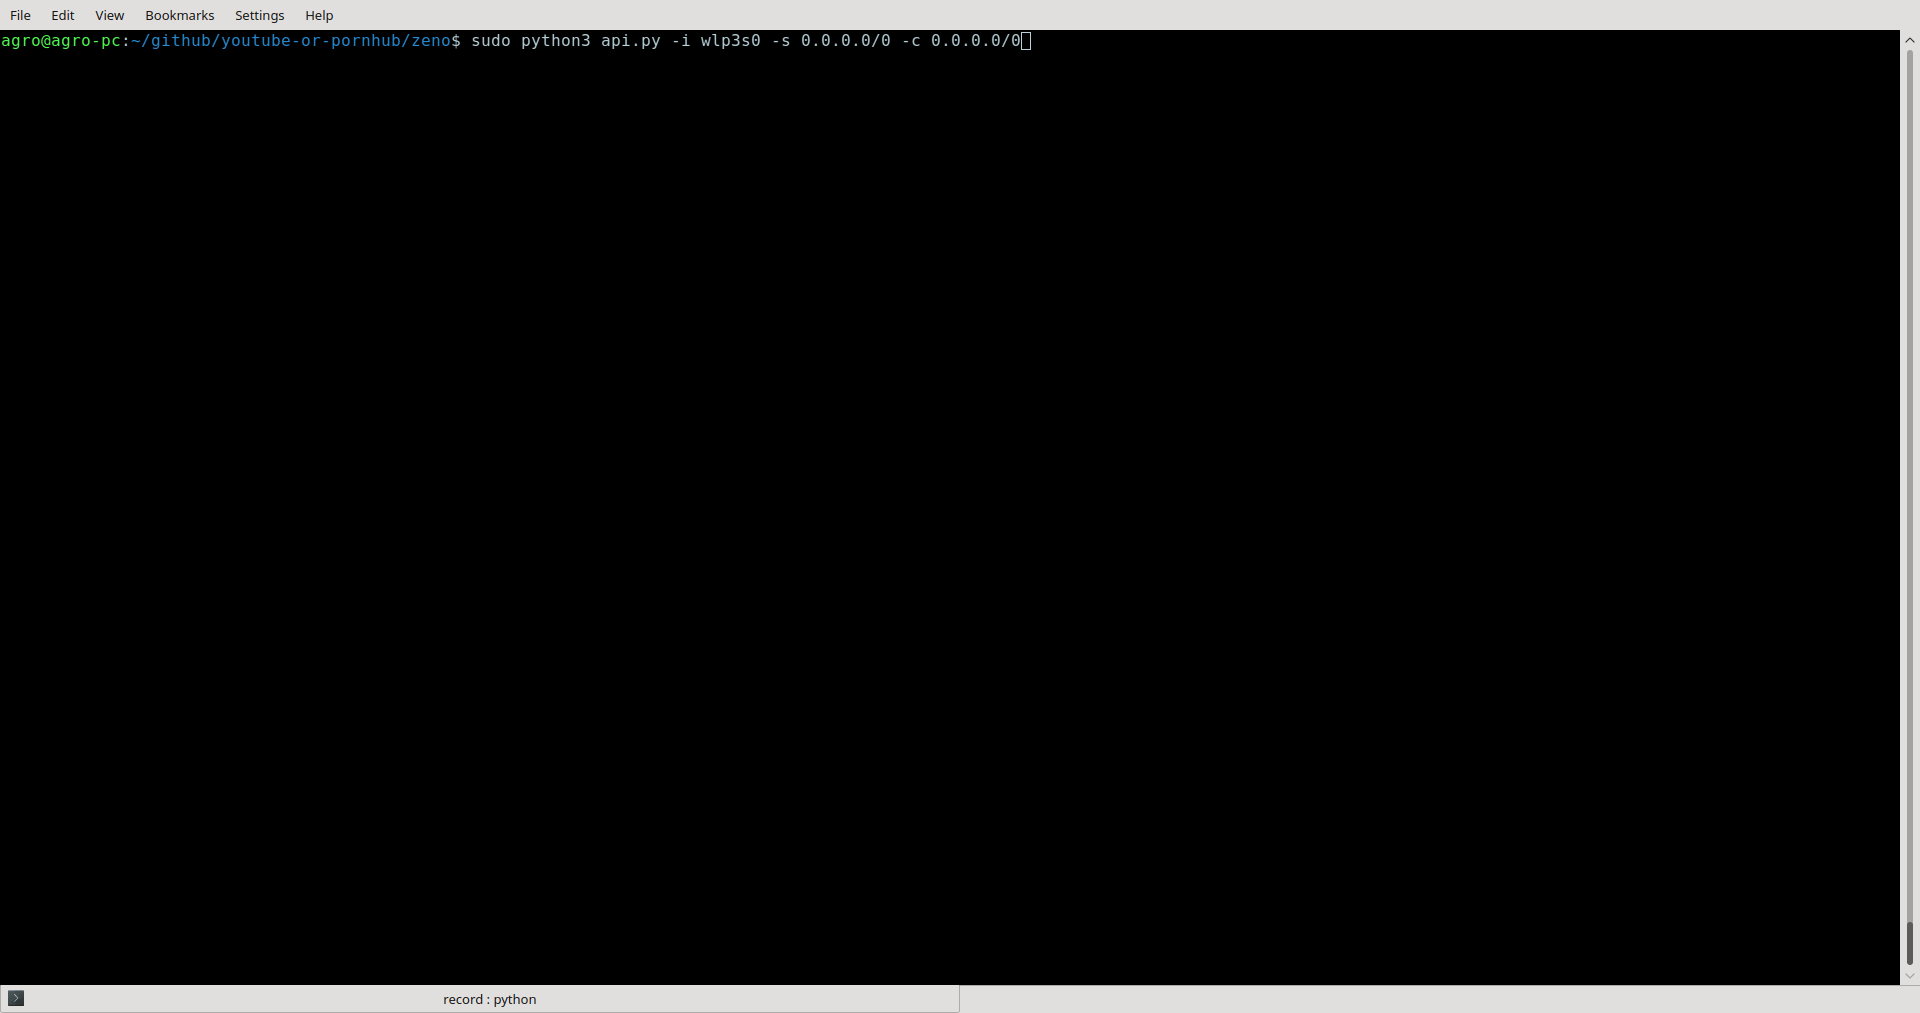 File Edit View Bookmarks Settings Help
agro@agro-pc:~/github/youtube-or-pornhub/zeno$ sudo python3 api.py -i wlp3s0 -s 0.0.0.0/0 -c 0.0.0.0/0
record : python